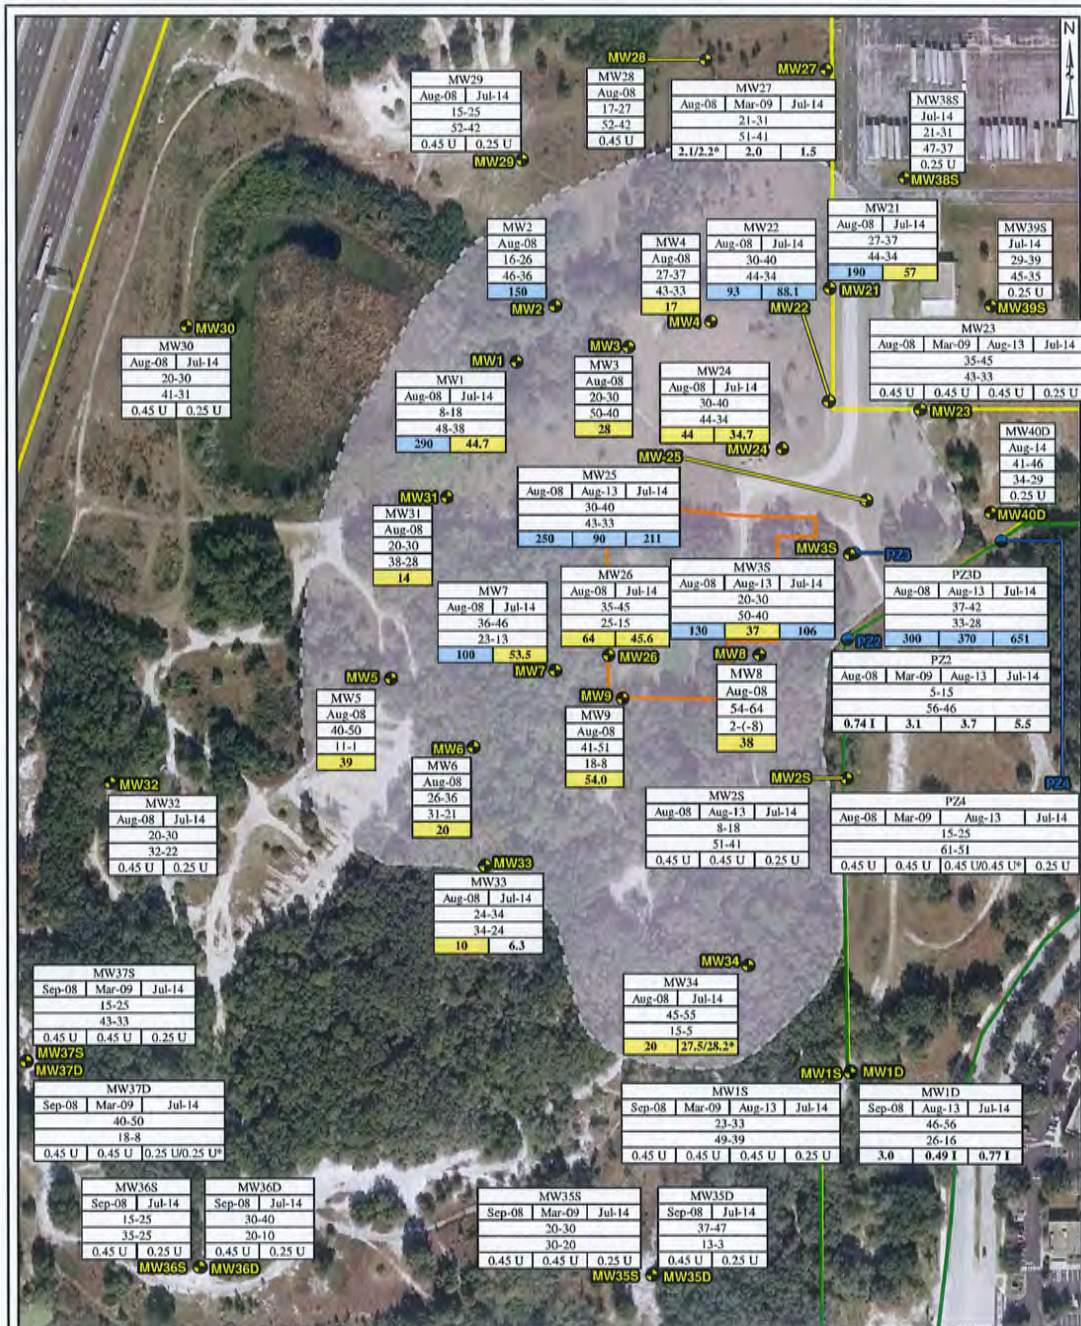 N
MW28
MW27
MW29
Aug-08 Jul-14
15-25
52-42
0.45 U 0.25 U
MW29
MW28
Aug-08
17-27
52-42
0.45 U
MW27
Aug-08 Mar-09 Jul-14
21-31
51-41
2.1/2.2* 2.0 1.5
MW38S
Jul-14
21-31
47-37
0.25 U
MW38S
MW2
Aug-08
16-26
46-36
150
MW2
MW4
Aug-08
27-37
43-33
17
MW4
MW22
Aug-08 Jul-14
30-40
44-34
93 88.1
MW22
MW21
Aug-08 Jul-14
27-37
44-34
190 57
MW21
MW39S
Jul-14
29-39
45-35
0.25 U
MW39S
MW30
MW30
Aug-08 Jul-14
20-30
41-31
0.45 U 0.25 U
MW1
MW1
Aug-08 Jul-14
8-18
48-38
290 44.7
MW3
MW3
Aug-08
20-30
50-40
28
MW24
Aug-08 Jul-14
30-40
44-34
44 34.7
MW24
MW23
Aug-08 Mar-09 Aug-13 Jul-14
35-45
43-33
0.45 U 0.45 U 0.45 U 0.25 U
MW23
MW40D
Aug-14
41-46
34-29
0.25 U
MW40D
MW-25
MW25
Aug-08 Aug-13 Jul-14
30-40
43-33
250 90 211
MW31
MW31
Aug-08
20-30
38-28
14
MW3S
PZ3
MW7
Aug-08 Jul-14
36-46
23-13
100 53.5
MW7
MW26
Aug-08 Jul-14
35-45
25-15
64 45.6
MW26
MW3S
Aug-08 Aug-13 Jul-14
20-30
50-40
130 37 106
PZ3D
Aug-08 Aug-13 Jul-14
37-42
33-28
300 370 651
PZ2
PZ2
Aug-08 Mar-09 Aug-13 Jul-14
5-15
56-46
0.74 I 3.1 3.7 5.5
MW8
MW8
Aug-08
54-64
2-(-8)
38
MW5
MW5
Aug-08
40-50
11-1
39
MW9
MW9
Aug-08
41-51
18-8
54.0
MW6
MW6
Aug-08
26-36
31-21
20
MW32
MW32
Aug-08 Jul-14
20-30
32-22
0.45 U 0.25 U
MW2S
MW2S
Aug-08 Aug-13 Jul-14
8-18
51-41
0.45 U 0.45 U 0.25 U
PZ4
PZ4
Aug-08 Mar-09 Aug-13 Jul-14
15-25
61-51
0.45 U 0.45 U 0.45 U/0.45 U* 0.25 U
MW33
MW33
Aug-08 Jul-14
24-34
34-24
10 6.3
MW34
MW34
Aug-08 Jul-14
45-55
15-5
20 27.5/28.2*
MW37S
Sep-08 Mar-09 Jul-14
15-25
43-33
0.45 U 0.45 U 0.25 U
MW37S
MW37D
MW37D
Sep-08 Mar-09 Jul-14
40-50
18-8
0.45 U 0.45 U 0.25 U/0.25 U*
MW1S MW1D
MW1S
Sep-08 Mar-09 Aug-13 Jul-14
23-33
49-39
0.45 U 0.45 U 0.45 U 0.25 U
MW1D
Sep-08 Aug-13 Jul-14
46-56
26-16
3.0 0.49 I 0.77 I
MW36S
Sep-08 Jul-14
15-25
35-25
0.45 U 0.25 U
MW36D
Sep-08 Jul-14
30-40
20-10
0.45 U 0.25 U
MW36S MW36D
MW35S
Sep-08 Mar-09 Jul-14
20-30
30-20
0.45 U 0.45 U 0.25 U
MW35D
Sep-08 Jul-14
37-47
13-3
0.45 U 0.25 U
MW35S MW35D